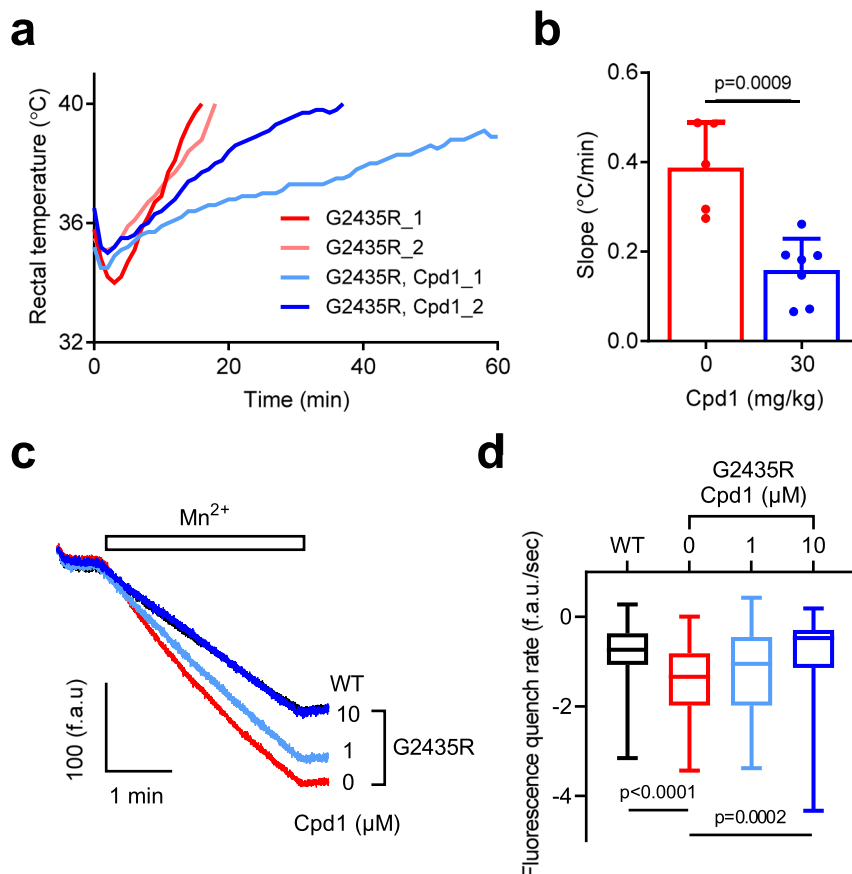 a
Rectal temperature (°C)
40
36
32
0
20
40
60
Time (min)
G2435R_1
G2435R_2
G2435R, Cpd1_1
G2435R, Cpd1_2
b
Slope (°C/min)
0.6
0.4
0.2
0.0
p=0.0009
0
30
Cpd1 (mg/kg)
c
Mn²⁺
100 (f.a.u)
1 min
WT
10
1
0
G2435R
Cpd1 (µM)
d
G2435R
Cpd1 (µM)
WT
0
1
10
Fluorescence quench rate (f.a.u./sec)
0
-2
-4
p<0.0001
p=0.0002